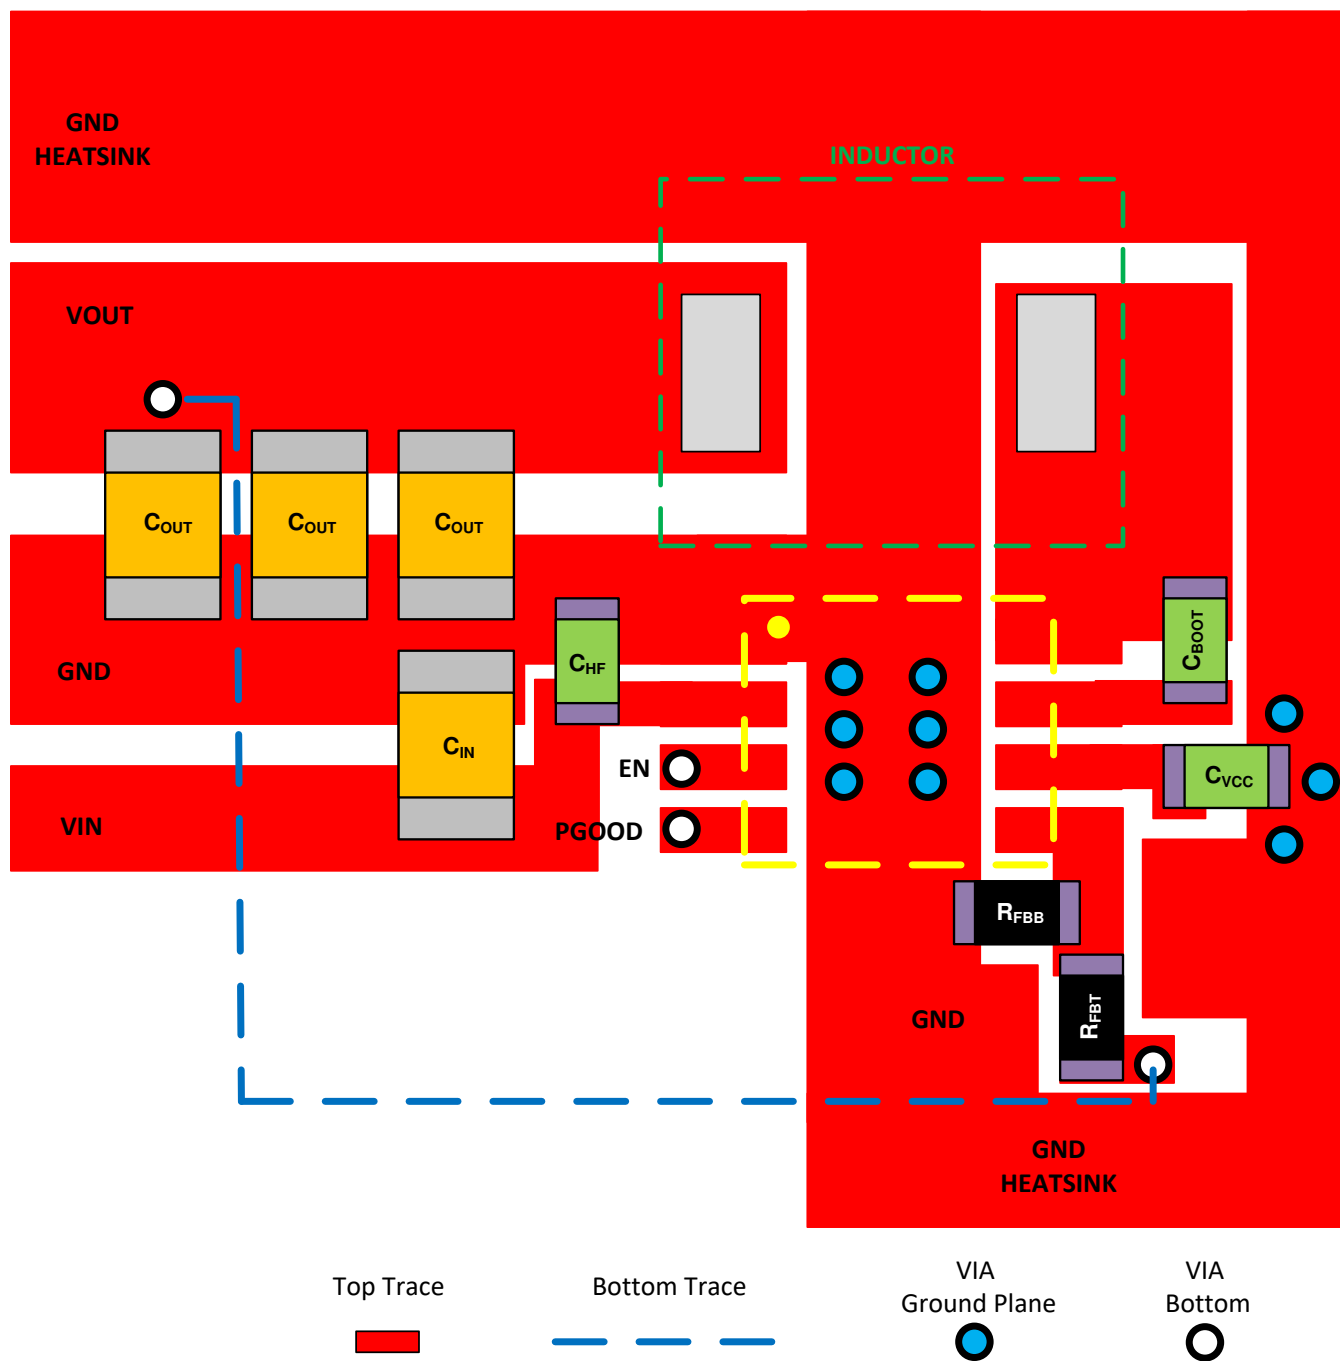 GND
HEATSINK
INDUCTOR
VOUT
COUT
COUT
COUT
GND
CHF
CBOOT
CIN
EN
CVCC
VIN
PGOOD
RFBB
GND
RFBT
GND
HEATSINK
Top Trace
Bottom Trace
VIA
Ground Plane
VIA
Bottom